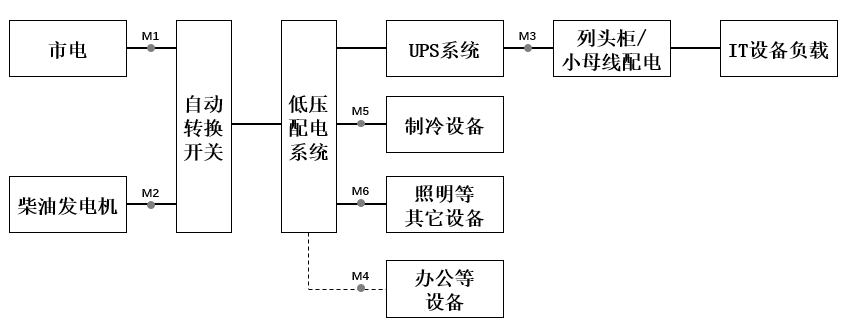 市电
M1
自动
转换
开关
低压
配电
系统
UPS系统
M3
列头柜/
小母线配电
IT设备负载
M5
制冷设备
柴油发电机
M2
M6
照明等
其它设备
M4
办公等
设备